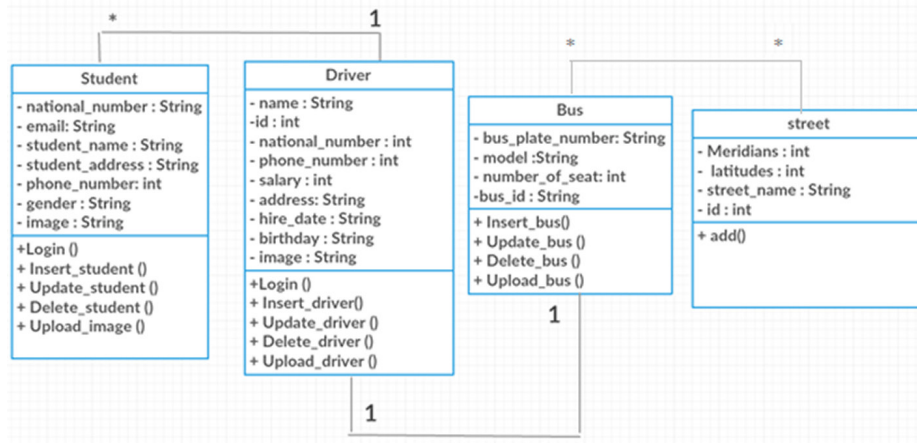 * 1
* *
Student
- national_number : String
- email: String
- student_name : String
- student_address : String
- phone_number: int
- gender : String
- image : String
+Login ()
+ Insert_student ()
+ Update_student ()
+ Delete_student ()
+ Upload_image ()
Driver
- name : String
-id : int
- national_number : int
- phone_number : int
- salary : int
- address: String
- hire_date : String
- birthday : String
- image : String
+Login ()
+ Insert_driver()
+ Update_driver ()
+ Delete_driver ()
+ Upload_driver ()
Bus
- bus_plate_number: String
- model :String
- number_of_seat: int
-bus_id : String
+ Insert_bus()
+ Update_bus ()
+ Delete_bus ()
+ Upload_bus ()
street
- Meridians : int
- latitudes : int
- street_name : String
- id : int
+ add()
1
1